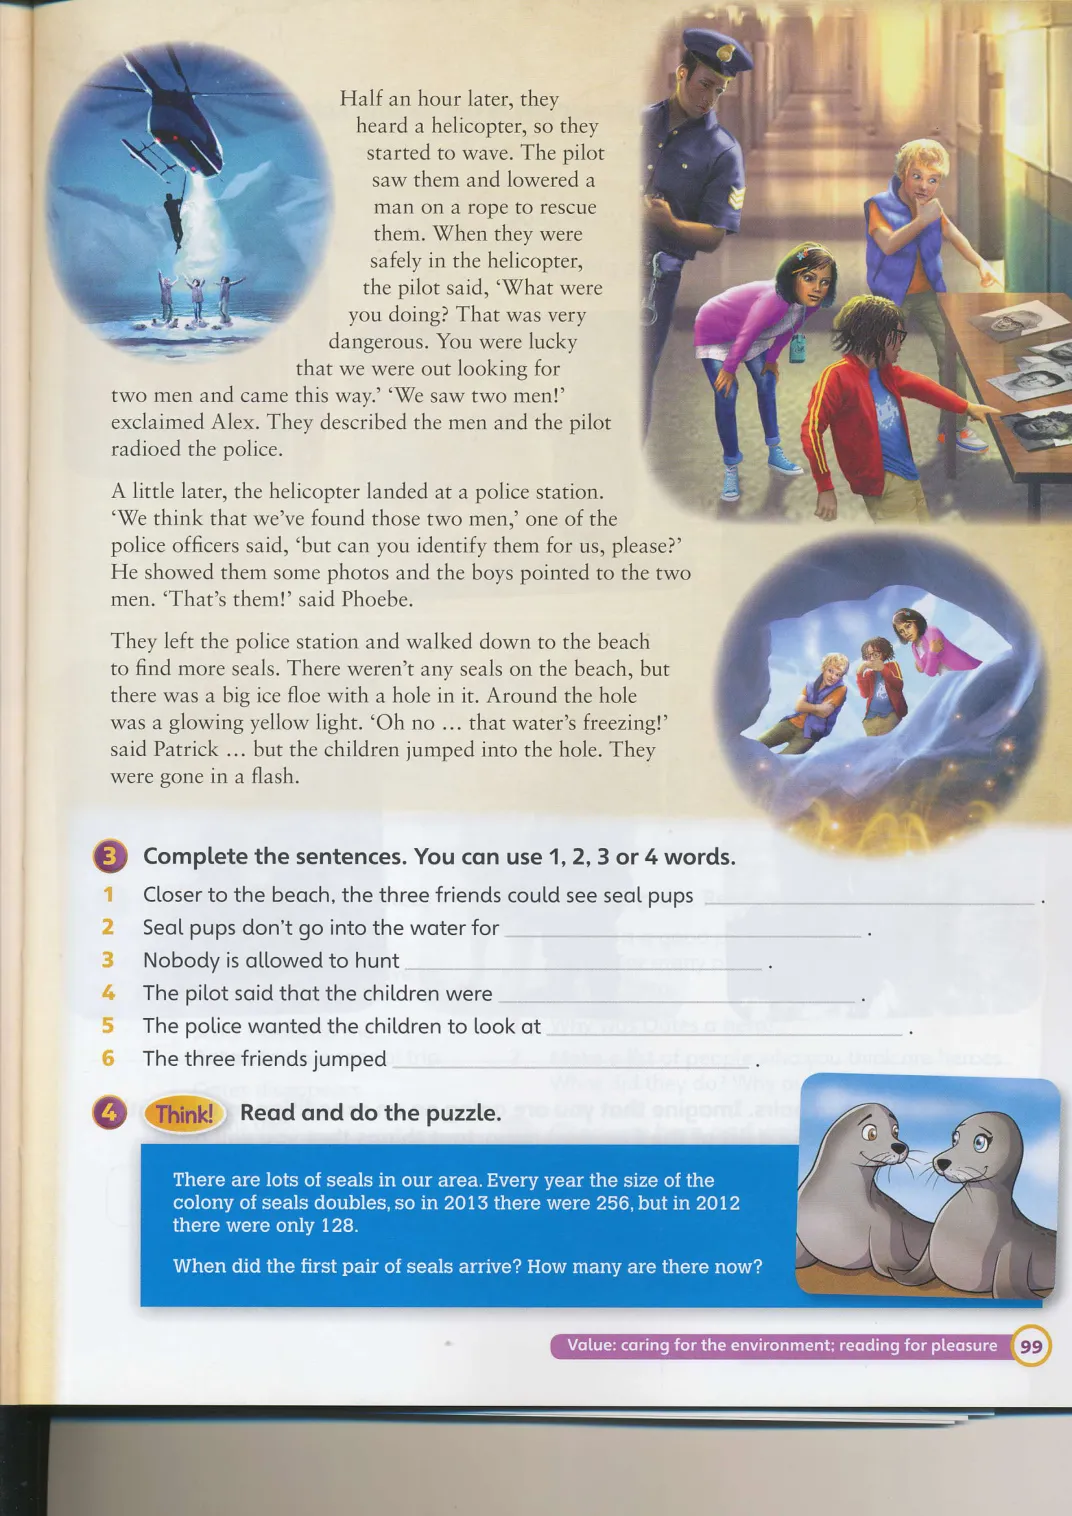 Half an hour later, they
heard a helicopter, so they
started to wave. The pilot
saw them and lowered a
man on a rope to rescue
them. When they were
safely in the helicopter,
the pilot said, ‘What were
you doing? That was very
dangerous. You were lucky
that we were out looking for
two men and came this way.’ ‘We saw two men!’
exclaimed Alex. They described the men and the pilot
radioed the police.
A little later, the helicopter landed at a police station.
‘We think that we’ve found those two men,’ one of the
police officers said, ‘but can you identify them for us, please?’
He showed them some photos and the boys pointed to the two
men. ‘That’s them!’ said Phoebe.
They left the police station and walked down to the beach
to find more seals. There weren’t any seals on the beach, but
there was a big ice floe with a hole in it. Around the hole
was a glowing yellow light. ‘Oh no ... that water’s freezing!’
said Patrick ... but the children jumped into the hole. They
were gone in a flash.
3 Complete the sentences. You can use 1, 2, 3 or 4 words.
1 Closer to the beach, the three friends could see seal pups ______ .
2 Seal pups don’t go into the water for ______ .
3 Nobody is allowed to hunt ______ .
4 The pilot said that the children were ______ .
5 The police wanted the children to look at ______ .
6 The three friends jumped ______ .
4 Think! Read and do the puzzle.
There are lots of seals in our area. Every year the size of the
colony of seals doubles, so in 2013 there were 256, but in 2012
there were only 128.
When did the first pair of seals arrive? How many are there now?
Value: caring for the environment; reading for pleasure 99